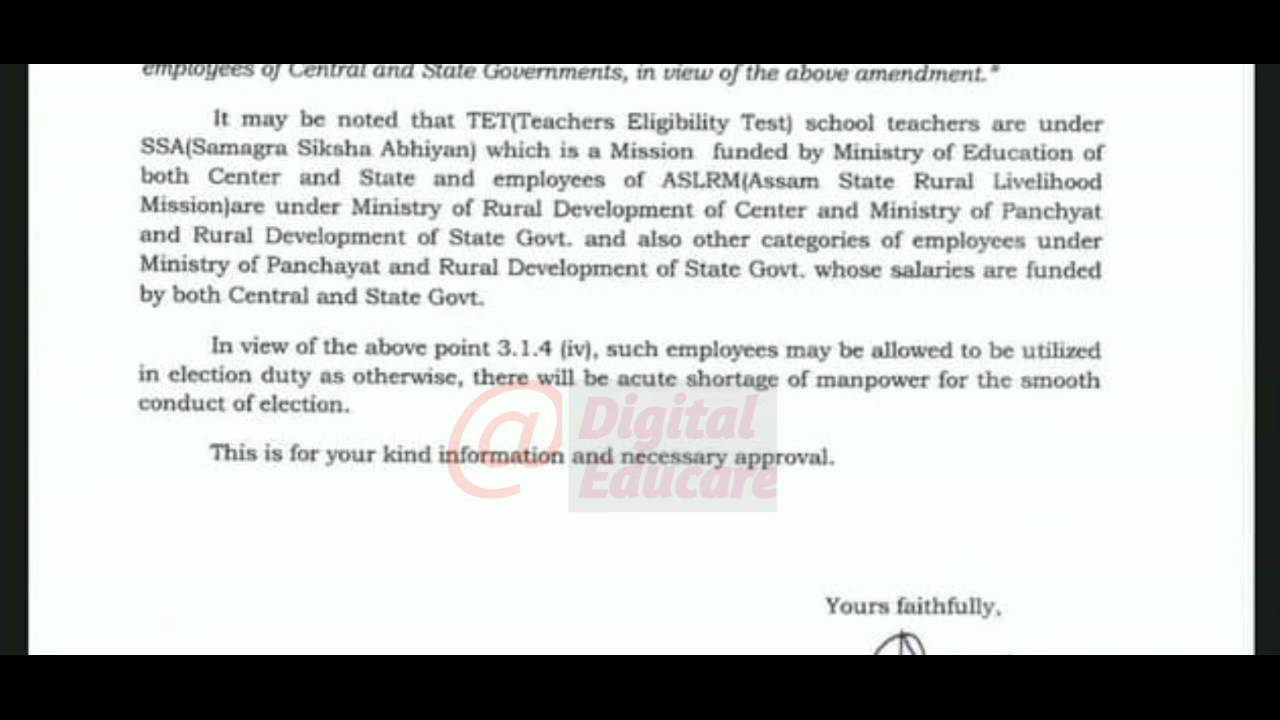 employees of Central and State Governments, in view of the above amendment."
It may be noted that TET(Teachers Eligibility Test) school teachers are under
SSA(Samagra Siksha Abhiyan) which is a Mission funded by Ministry of Education of
both Center and State and employees of ASLRM(Assam State Rural Livelihood
Mission)are under Ministry of Rural Development of Center and Ministry of Panchyat
and Rural Development of State Govt. and also other categories of employees under
Ministry of Panchayat and Rural Development of State Govt. whose salaries are funded
by both Central and State Govt.
In view of the above point 3.1.4 (iv), such employees may be allowed to be utilized
in election duty as otherwise, there will be acute shortage of manpower for the smooth
conduct of election.
This is for your kind information and necessary approval.
@ Digital
Educare
Yours faithfully,